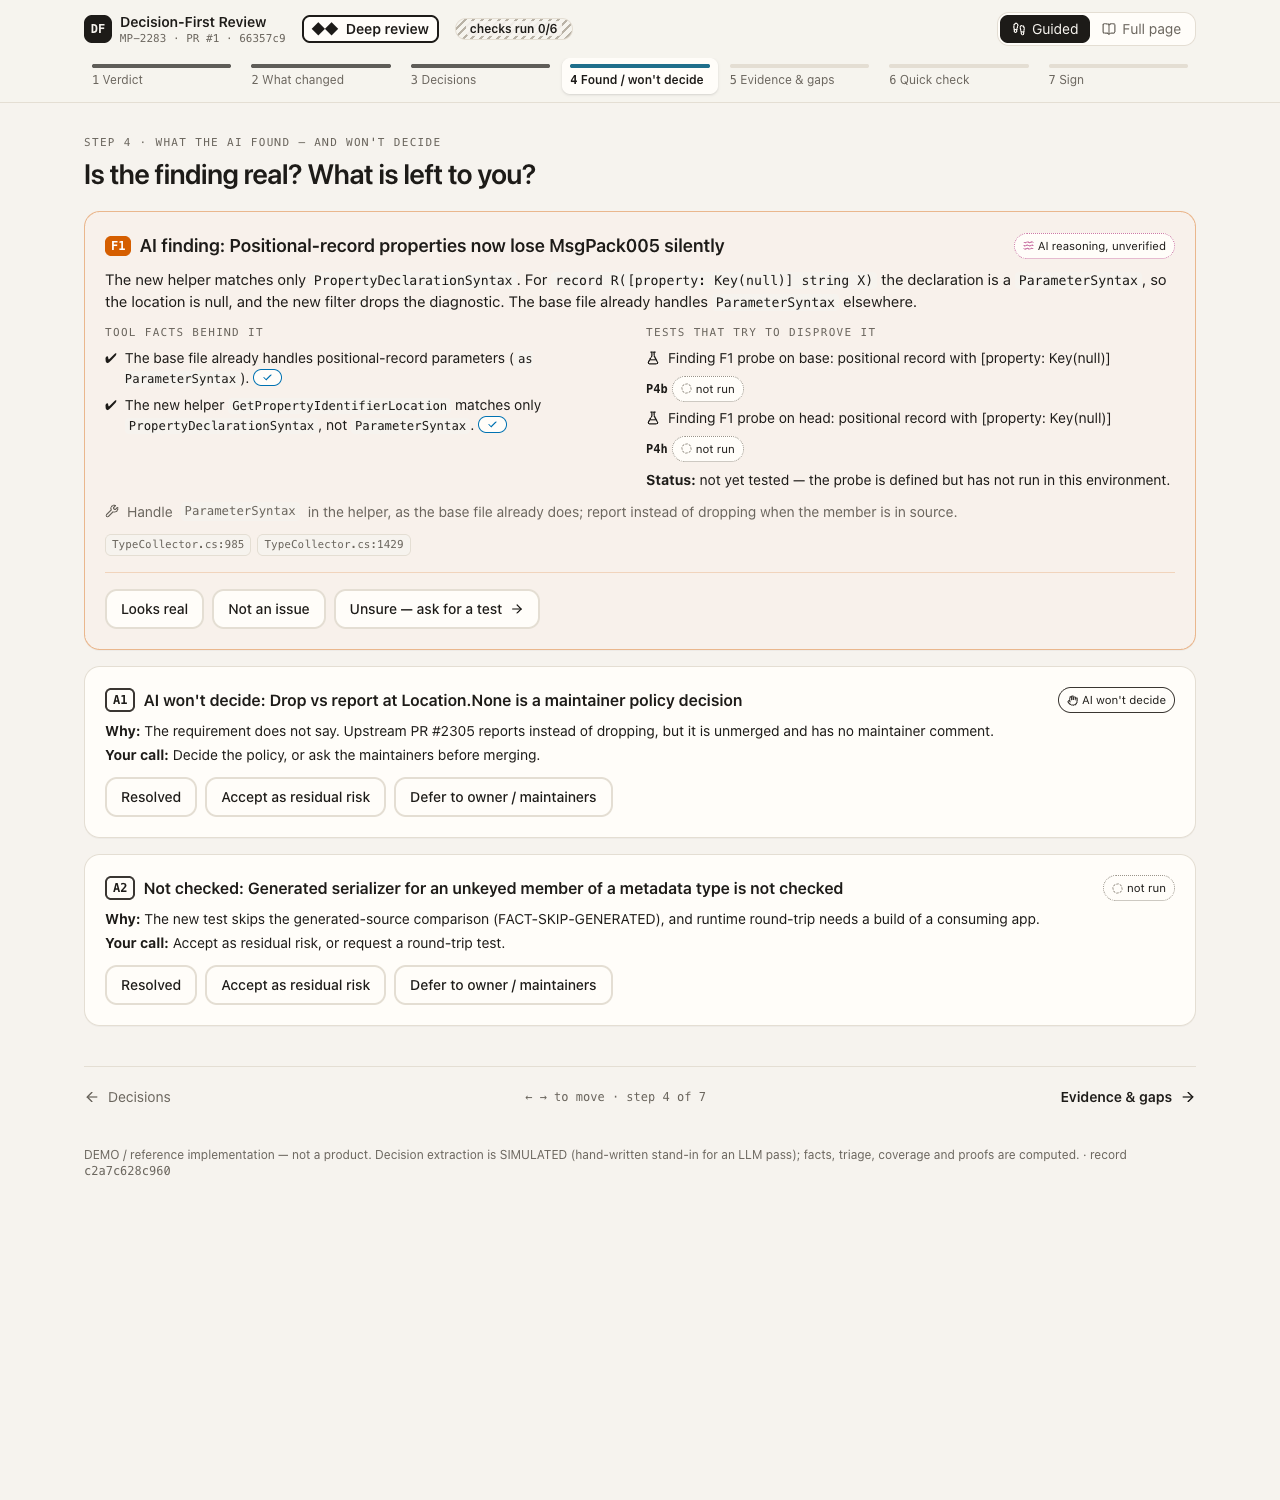 DF
Decision-First Review
MP-2283 · PR #1 · 66357c9
Deep review
checks run 0/6
Guided
Full page
1 Verdict
2 What changed
3 Decisions
4 Found / won't decide
5 Evidence & gaps
6 Quick check
7 Sign
STEP 4 · WHAT THE AI FOUND — AND WON'T DECIDE
Is the finding real? What is left to you?
F1 AI finding: Positional-record properties now lose MsgPack005 silently
AI reasoning, unverified
The new helper matches only PropertyDeclarationSyntax. For record R([property: Key(null)] string X) the declaration is a ParameterSyntax, so
the location is null, and the new filter drops the diagnostic. The base file already handles ParameterSyntax elsewhere.
TOOL FACTS BEHIND IT
✔ The base file already handles positional-record parameters ( as
ParameterSyntax ). ✓
✔ The new helper GetPropertyIdentifierLocation matches only
PropertyDeclarationSyntax, not ParameterSyntax. ✓
TESTS THAT TRY TO DISPROVE IT
Finding F1 probe on base: positional record with [property: Key(null)]
P4b not run
Finding F1 probe on head: positional record with [property: Key(null)]
P4h not run
Status: not yet tested — the probe is defined but has not run in this environment.
Handle ParameterSyntax in the helper, as the base file already does; report instead of dropping when the member is in source.
TypeCollector.cs:985 TypeCollector.cs:1429
Looks real
Not an issue
Unsure — ask for a test →
A1 AI won't decide: Drop vs report at Location.None is a maintainer policy decision
AI won't decide
Why: The requirement does not say. Upstream PR #2305 reports instead of dropping, but it is unmerged and has no maintainer comment.
Your call: Decide the policy, or ask the maintainers before merging.
Resolved
Accept as residual risk
Defer to owner / maintainers
A2 Not checked: Generated serializer for an unkeyed member of a metadata type is not checked
not run
Why: The new test skips the generated-source comparison (FACT-SKIP-GENERATED), and runtime round-trip needs a build of a consuming app.
Your call: Accept as residual risk, or request a round-trip test.
Resolved
Accept as residual risk
Defer to owner / maintainers
← Decisions
← → to move · step 4 of 7
Evidence & gaps →
DEMO / reference implementation — not a product. Decision extraction is SIMULATED (hand-written stand-in for an LLM pass); facts, triage, coverage and proofs are computed. · record
c2a7c628c960